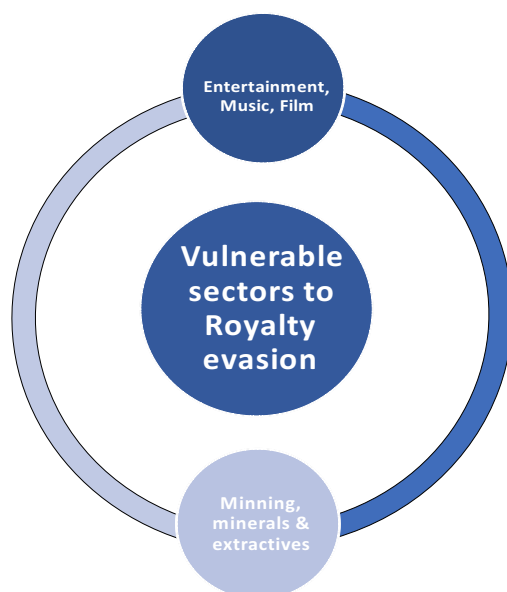 Entertainment,
Music, Film
Vulnerable
sectors to
Royalty
evasion
Minning,
minerals &
extractives